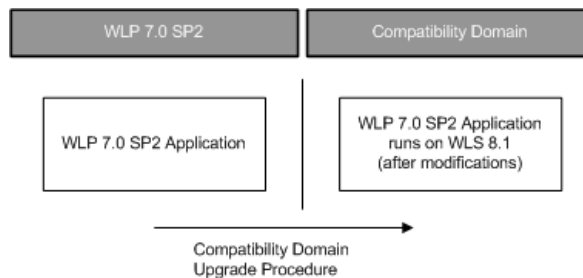 WLP 7.0 SP2
Compatibility Domain
WLP 7.0 SP2 Application
WLP 7.0 SP2 Application
runs on WLS 8.1
(after modifications)
Compatibility Domain
Upgrade Procedure